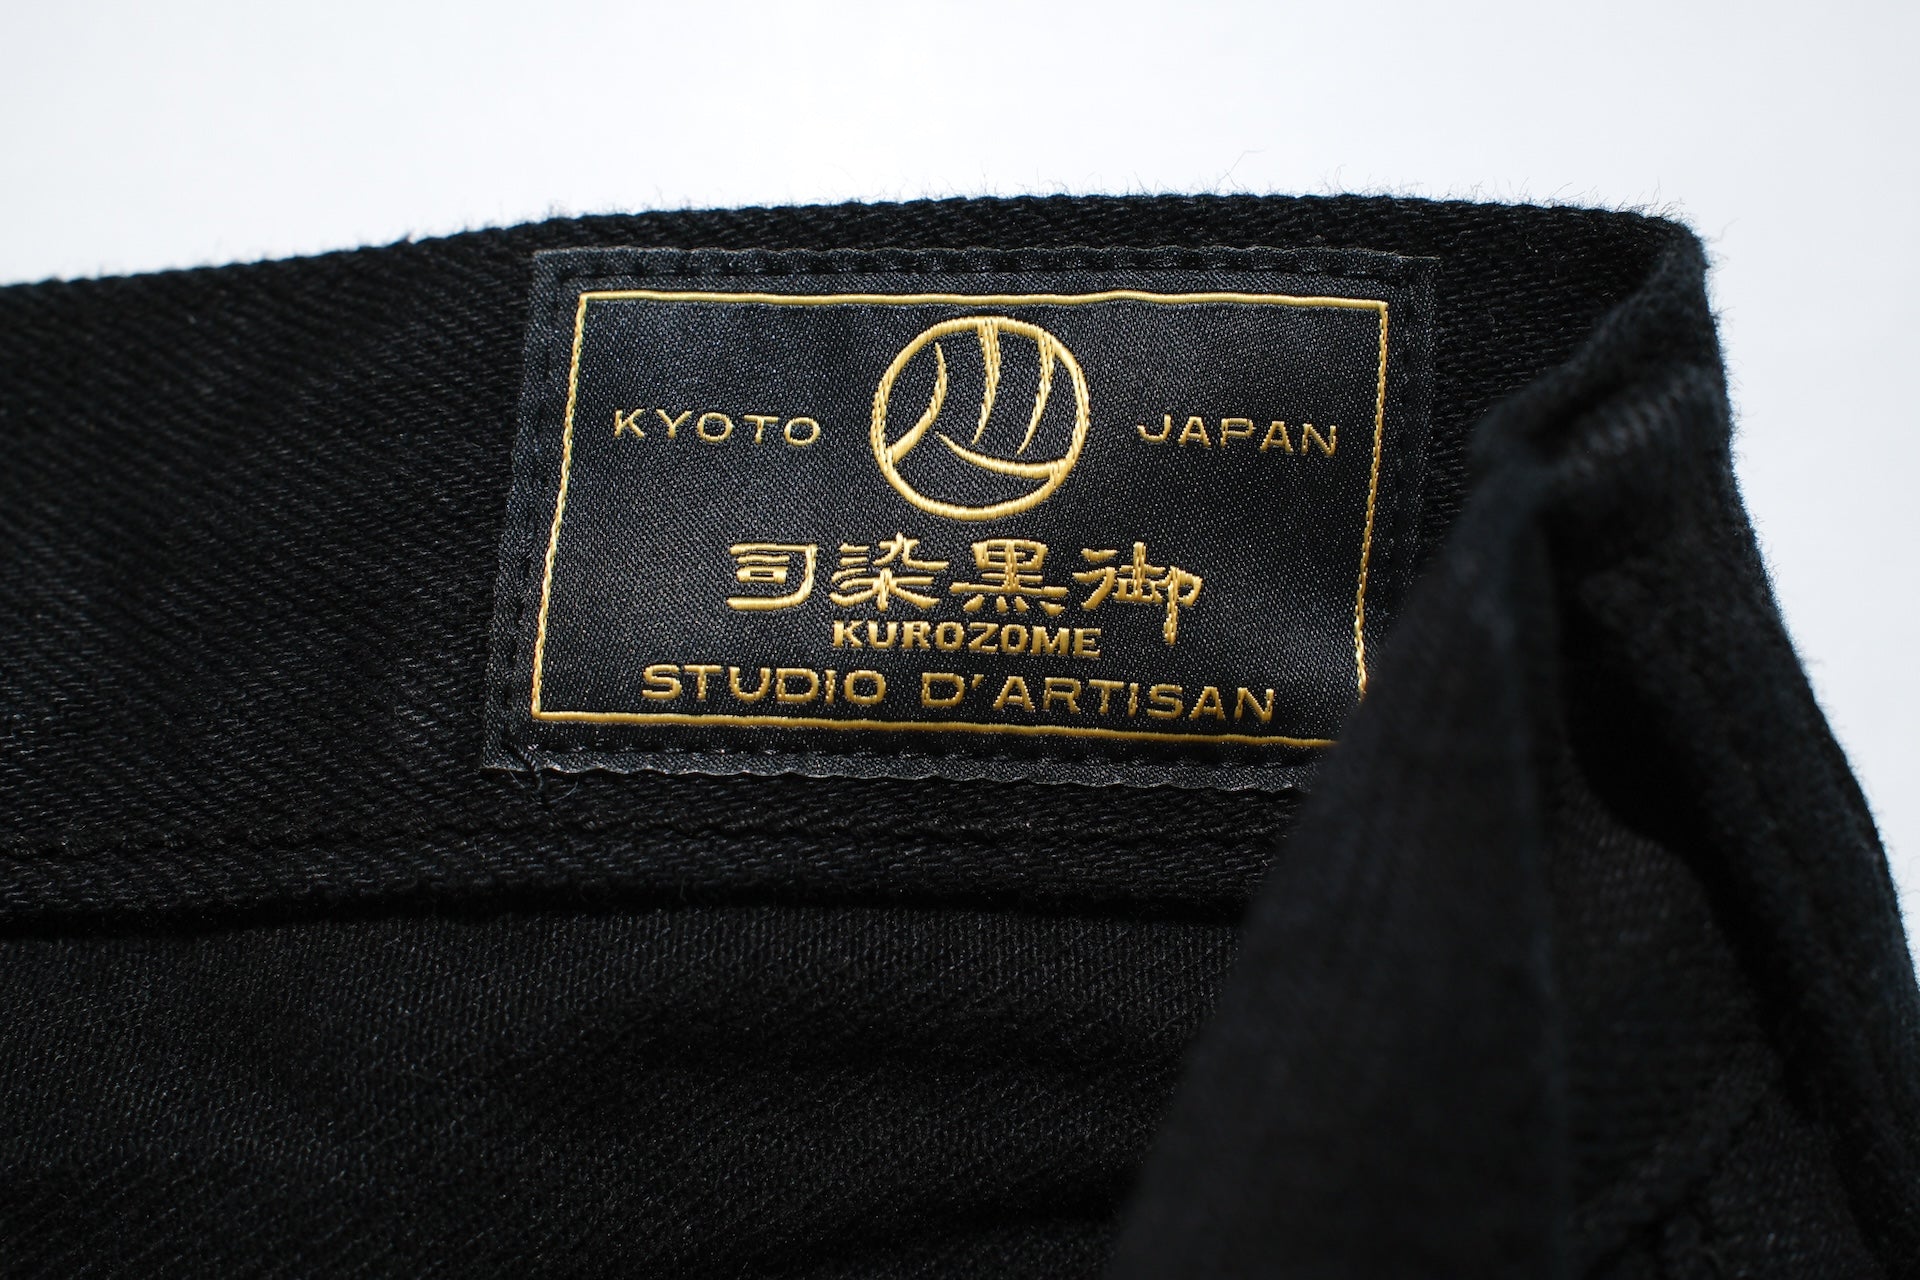 KYOTO JAPAN
御黒染司
KUROZOME
STUDIO D'ARTISAN